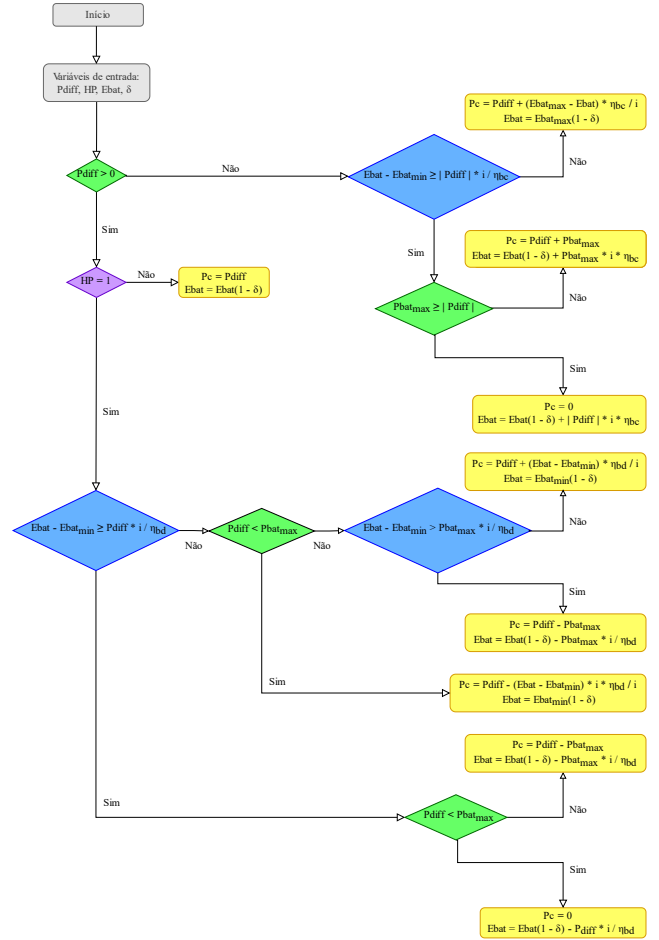 Início
Variáveis de entrada:
Pdiff, HP, Ebat, δ
Pc = Pdiff + (Ebatmax - Ebat) * ηbc / i
Ebat = Ebatmax(1 - δ)
Pdiff > 0
Não
Ebat - Ebatmin ≥ | Pdiff | * i / ηbc
Não
Sim
Sim
Pc = Pdiff + Pbatmax
Ebat = Ebat(1 - δ) + Pbatmax * i * ηbc
HP = 1
Não
Pc = Pdiff
Ebat = Ebat(1 - δ)
Pbatmax ≥ | Pdiff |
Não
Sim
Sim
Pc = 0
Ebat = Ebat(1 - δ) + | Pdiff | * i * ηbc
Pc = Pdiff + (Ebat - Ebatmin) * ηbd / i
Ebat = Ebatmin(1 - δ)
Ebat - Ebatmin ≥ Pdiff * i / ηbd
Não
Pdiff < Pbatmax
Não
Ebat - Ebatmin > Pbatmax * i / ηbd
Não
Sim
Pc = Pdiff - Pbatmax
Ebat = Ebat(1 - δ) - Pbatmax * i / ηbd
Sim
Pc = Pdiff - (Ebat - Ebatmin) * i * ηbd / i
Ebat = Ebatmin(1 - δ)
Pc = Pdiff - Pbatmax
Ebat = Ebat(1 - δ) - Pbatmax * i / ηbd
Sim
Pdiff < Pbatmax
Não
Sim
Pc = 0
Ebat = Ebat(1 - δ) - Pdiff * i / ηbd